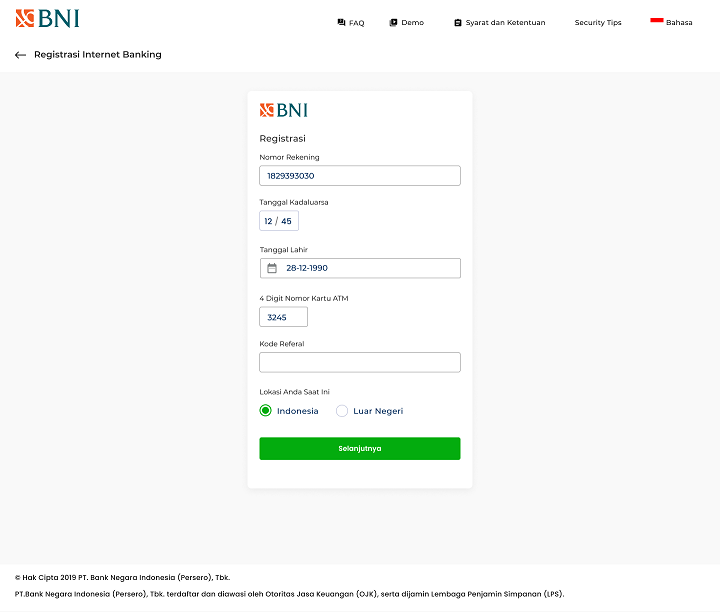 BNI
FAQ
Demo
Syarat dan Ketentuan
Security Tips
Bahasa
Registrasi Internet Banking
BNI
Registrasi
Nomor Rekening
1829393030
Tanggal Kadaluarsa
12 / 45
Tanggal Lahir
28-12-1990
4 Digit Nomor Kartu ATM
3245
Kode Referal
Lokasi Anda Saat Ini
Indonesia
Luar Negeri
Selanjutnya
© Hak Cipta 2019 PT. Bank Negara Indonesia (Persero), Tbk.
PT.Bank Negara Indonesia (Persero), Tbk. terdaftar dan diawasi oleh Otoritas Jasa Keuangan (OJK), serta dijamin Lembaga Penjamin Simpanan (LPS).